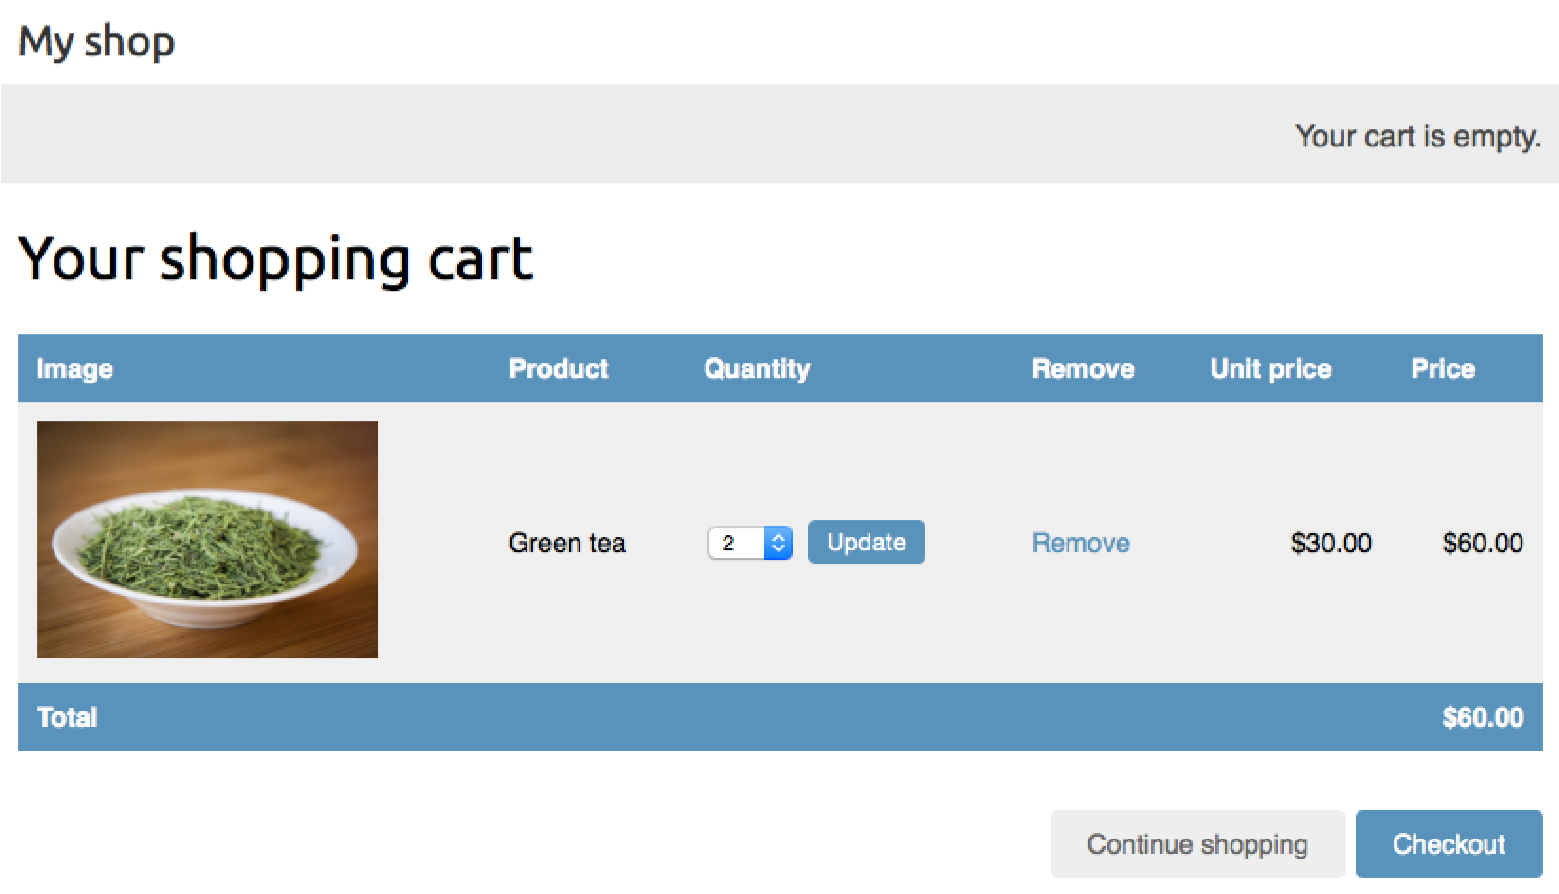 My shop
Your cart is empty.
Your shopping cart
Image Product Quantity Remove Unit price Price
Green tea 2 Update Remove $30.00 $60.00
Total $60.00
Continue shopping Checkout